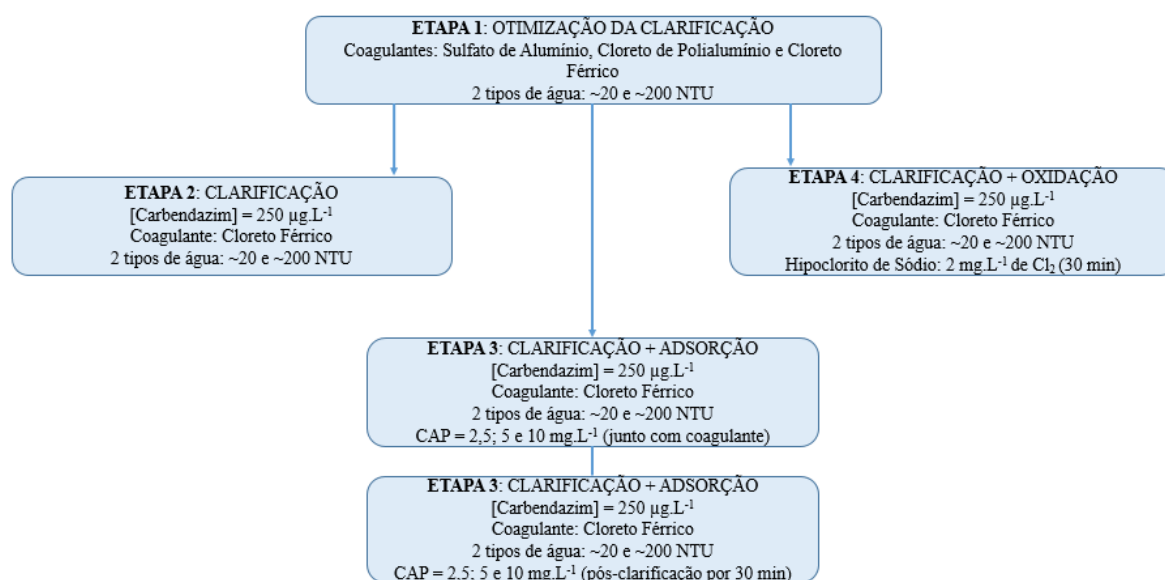 ETAPA 1: OTIMIZAÇÃO DA CLARIFICAÇÃO
Coagulantes: Sulfato de Alumínio, Cloreto de Polialumínio e Cloreto
Férrico
2 tipos de água: ~20 e ~200 NTU
ETAPA 2: CLARIFICAÇÃO
[Carbendazim] = 250 µg.L⁻¹
Coagulante: Cloreto Férrico
2 tipos de água: ~20 e ~200 NTU
ETAPA 4: CLARIFICAÇÃO + OXIDAÇÃO
[Carbendazim] = 250 µg.L⁻¹
Coagulante: Cloreto Férrico
2 tipos de água: ~20 e ~200 NTU
Hipoclorito de Sódio: 2 mg.L⁻¹ de Cl₂ (30 min)
ETAPA 3: CLARIFICAÇÃO + ADSORÇÃO
[Carbendazim] = 250 µg.L⁻¹
Coagulante: Cloreto Férrico
2 tipos de água: ~20 e ~200 NTU
CAP = 2,5; 5 e 10 mg.L⁻¹ (junto com coagulante)
ETAPA 3: CLARIFICAÇÃO + ADSORÇÃO
[Carbendazim] = 250 µg.L⁻¹
Coagulante: Cloreto Férrico
2 tipos de água: ~20 e ~200 NTU
CAP = 2,5; 5 e 10 mg.L⁻¹ (pós-clarificação por 30 min)